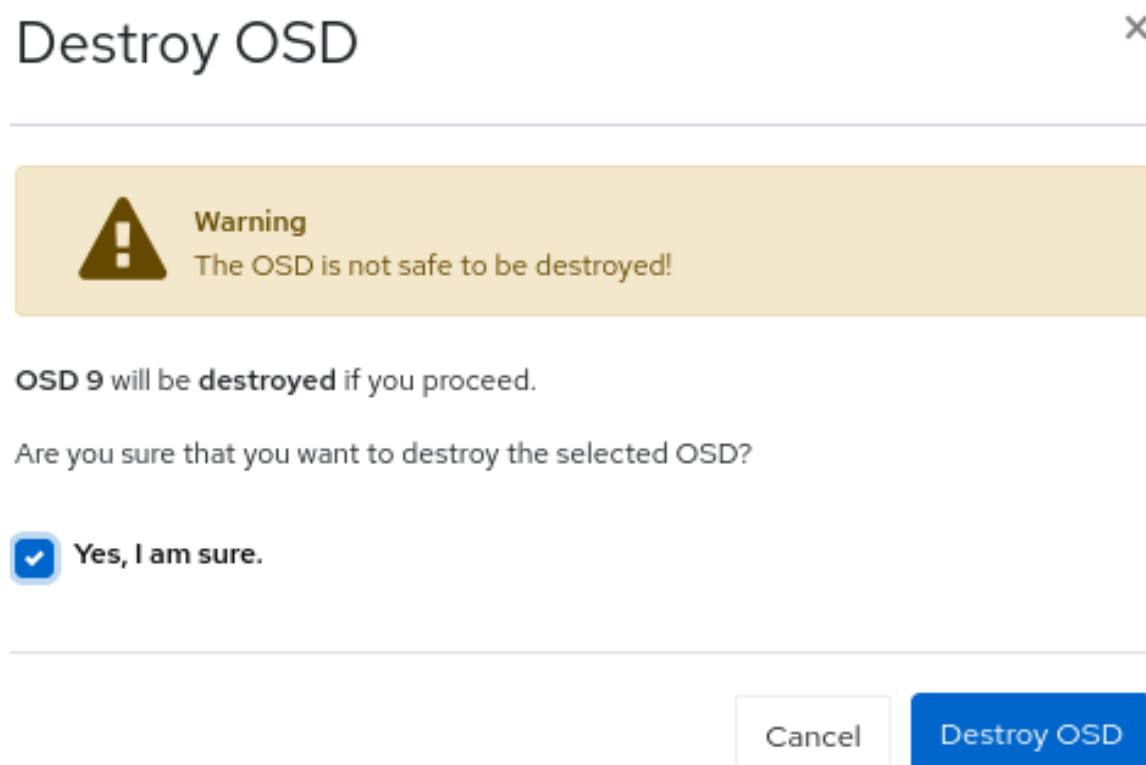 Destroy OSD
Warning
The OSD is not safe to be destroyed!
OSD 9 will be destroyed if you proceed.
Are you sure that you want to destroy the selected OSD?
Yes, I am sure.
Cancel
Destroy OSD